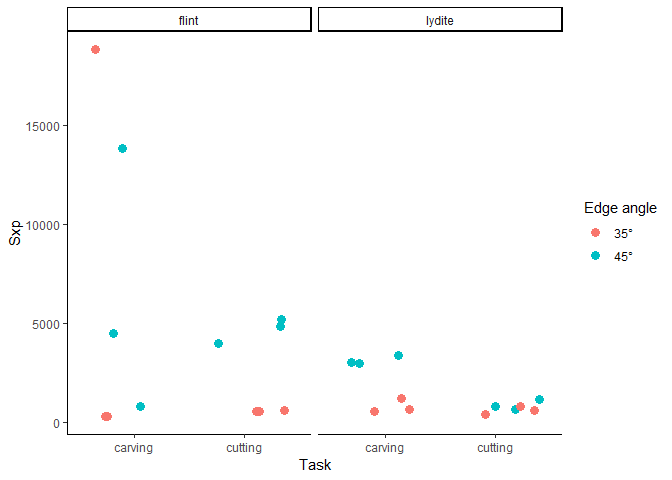 flint
lydite
Sxp
15000
10000
5000
0
carving
cutting
carving
cutting
Task
Edge angle
35°
45°